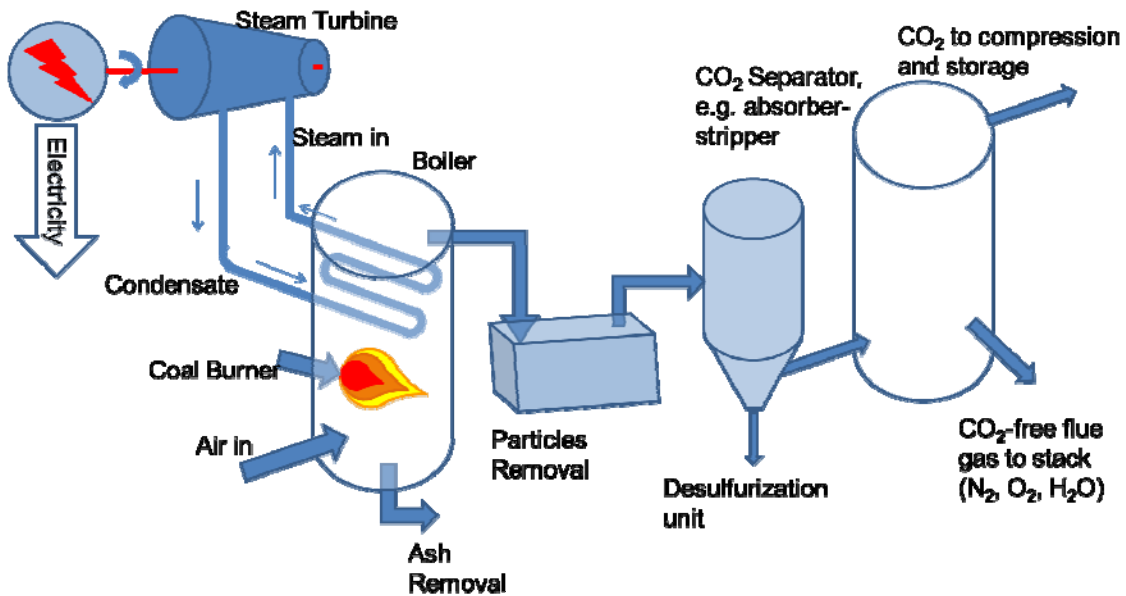 Steam Turbine
CO₂ to compression
and storage
CO₂ Separator,
e.g. absorber-
stripper
Steam in
Boiler
Electricity
Condensate
Coal Burner
Air in
Particles
Removal
CO₂-free flue
gas to stack
(N₂, O₂, H₂O)
Desulfurization
unit
Ash
Removal